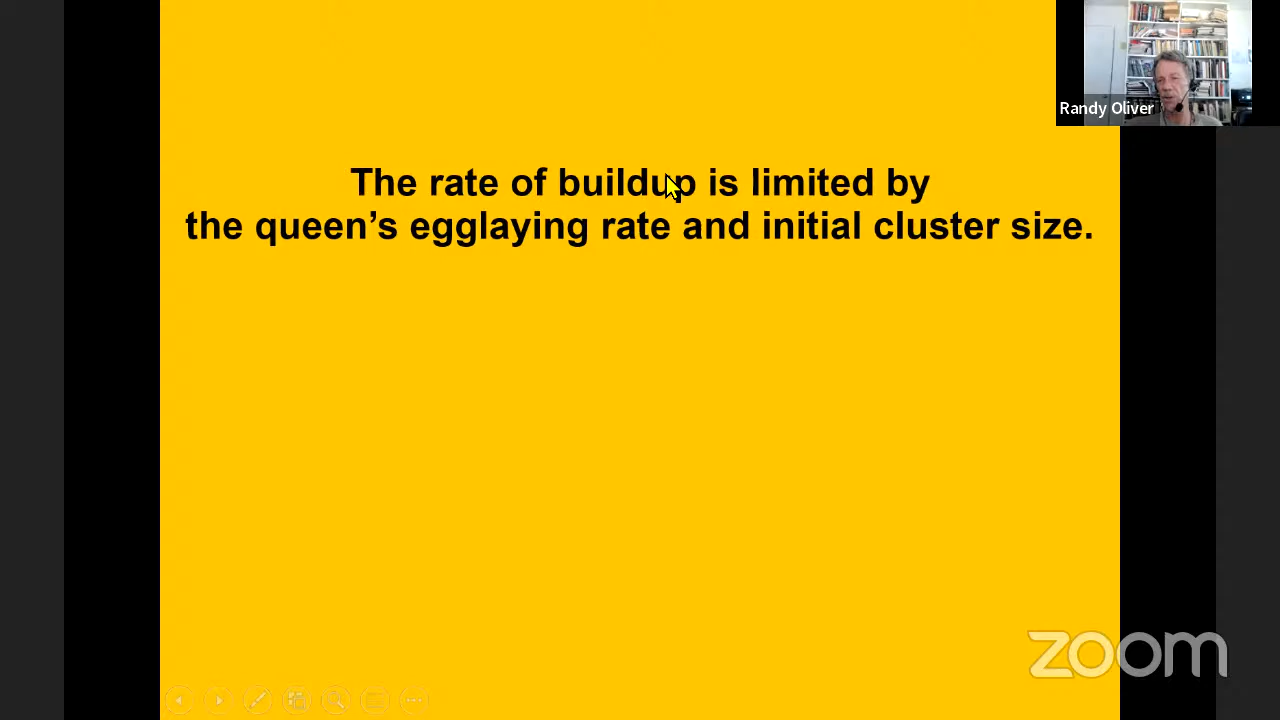 Randy Oliver
The rate of buildup is limited by
the queen’s egglaying rate and initial cluster size.
zoom